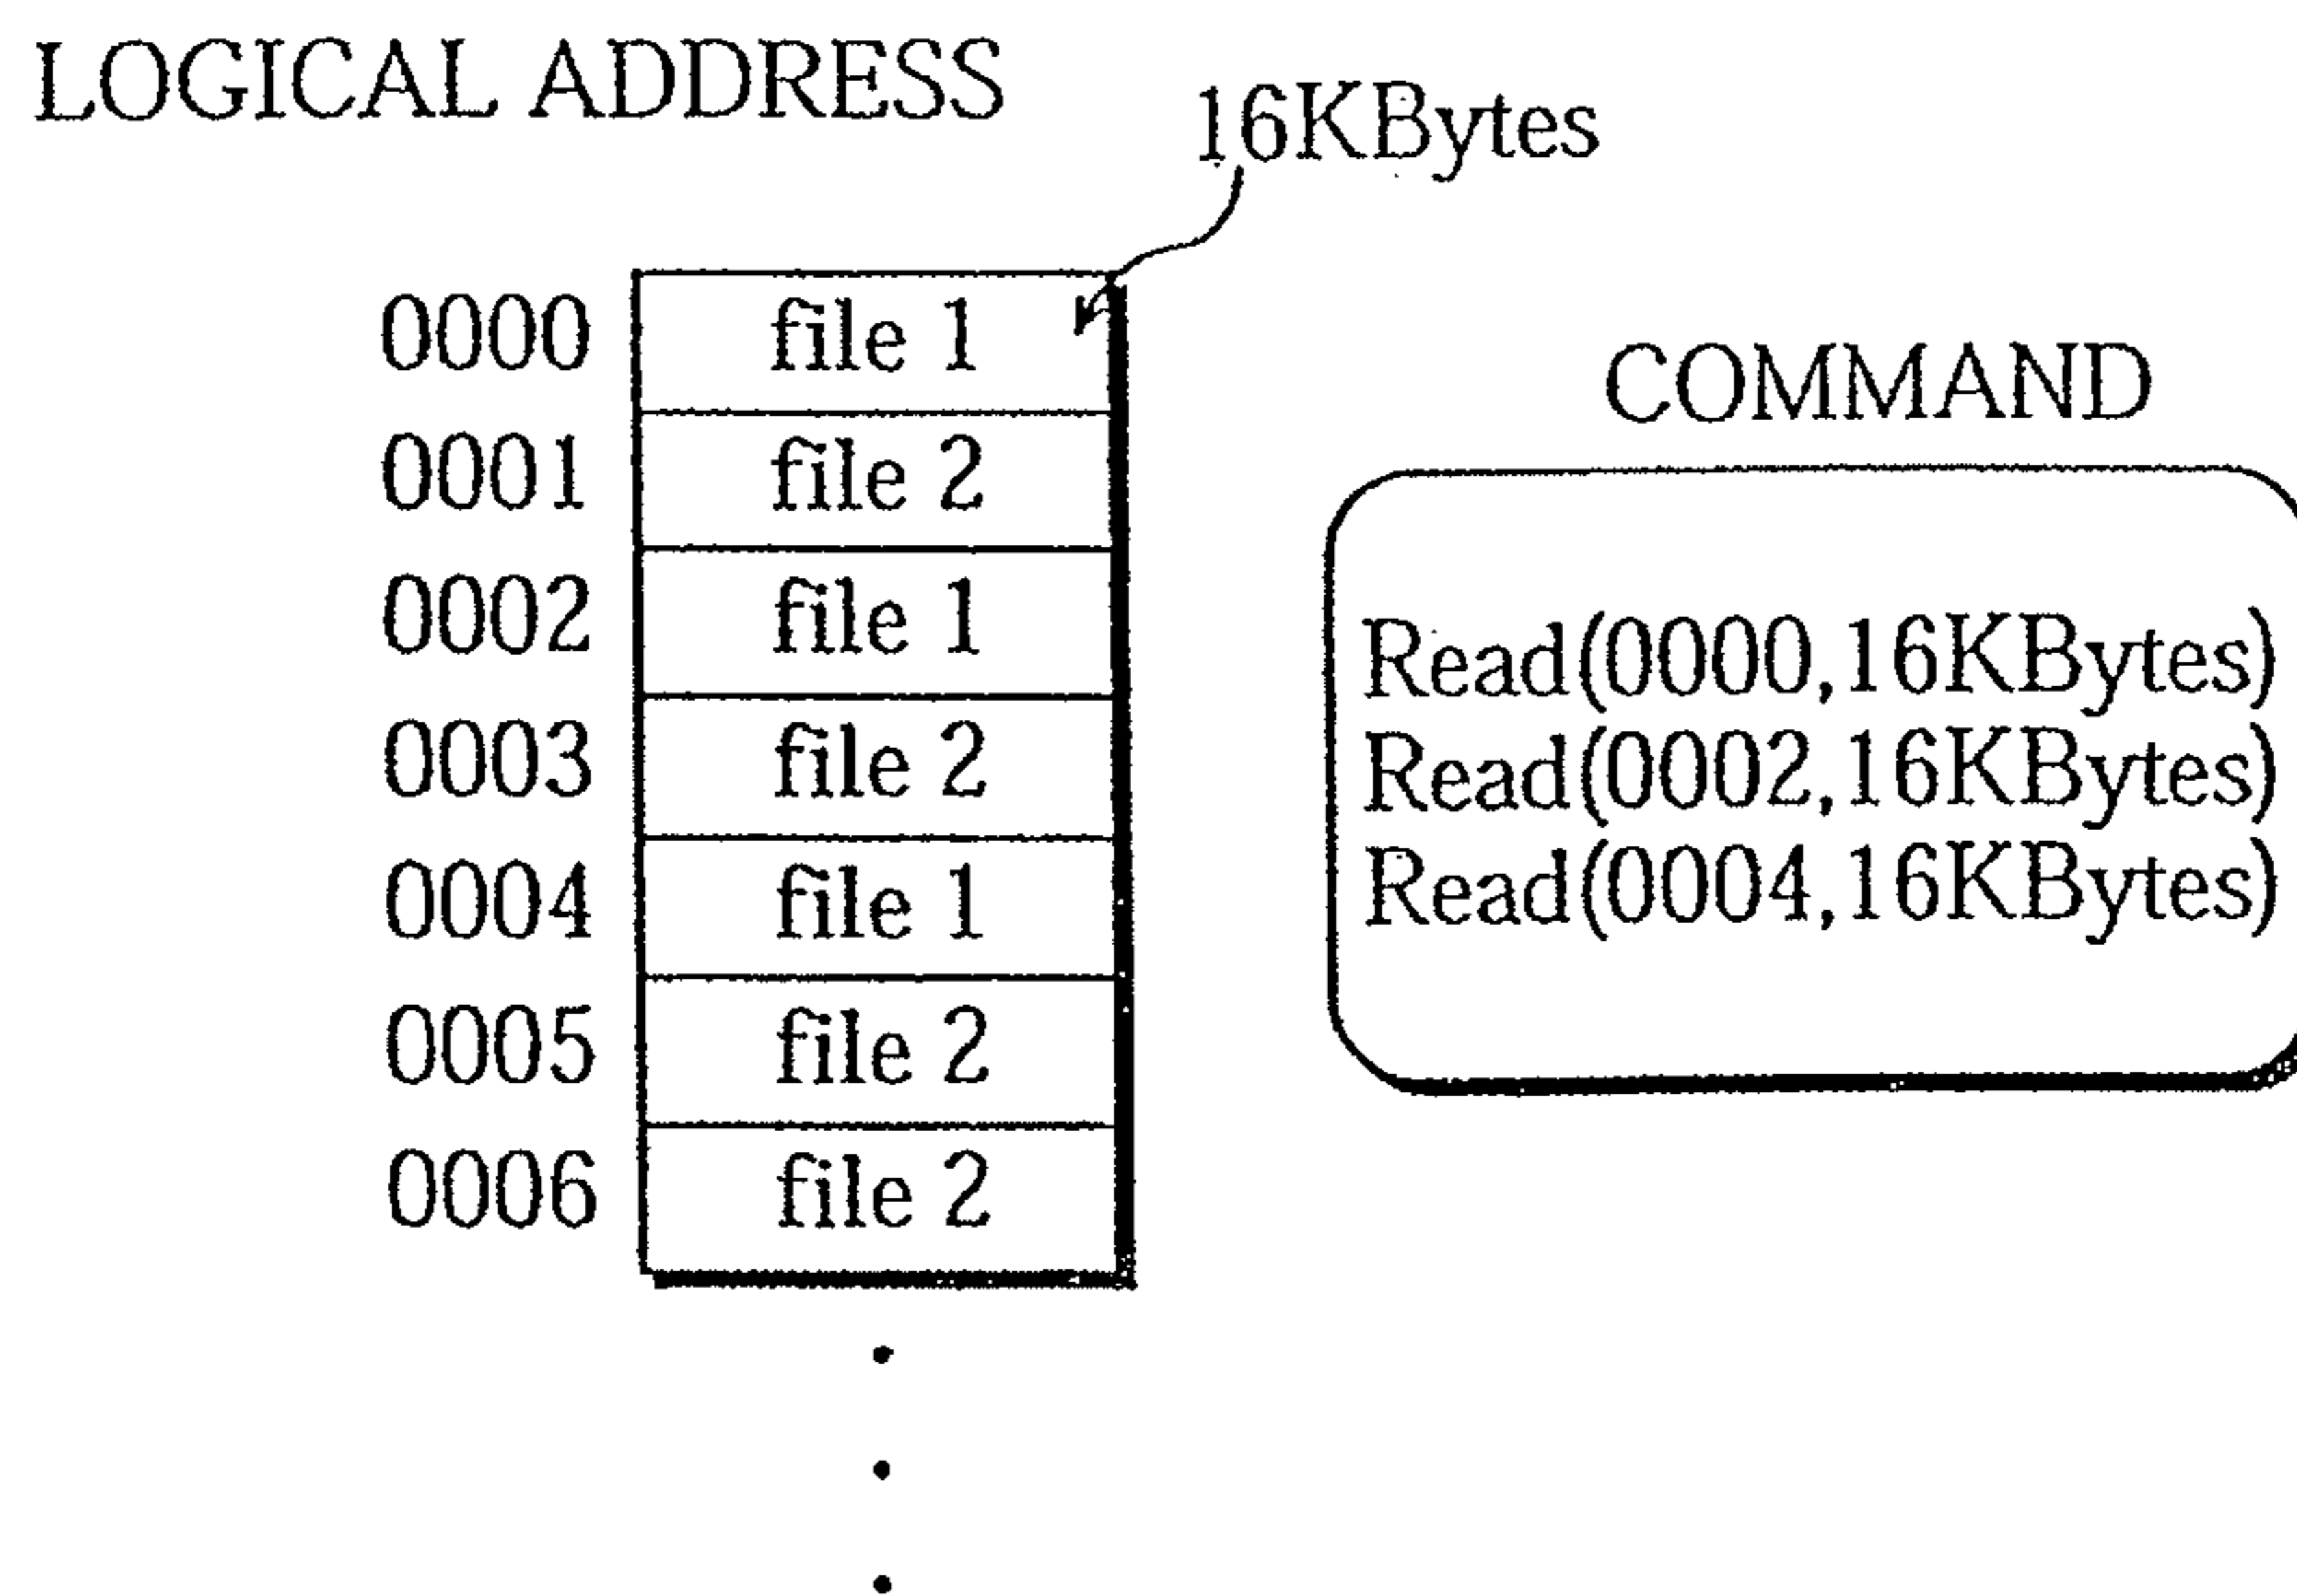 LOGICAL ADDRESS
16KBytes
0000 file 1
0001 file 2
0002 file 1
0003 file 2
0004 file 1
0005 file 2
0006 file 2
COMMAND
Read(0000,16KBytes)
Read(0002,16KBytes)
Read(0004,16KBytes)